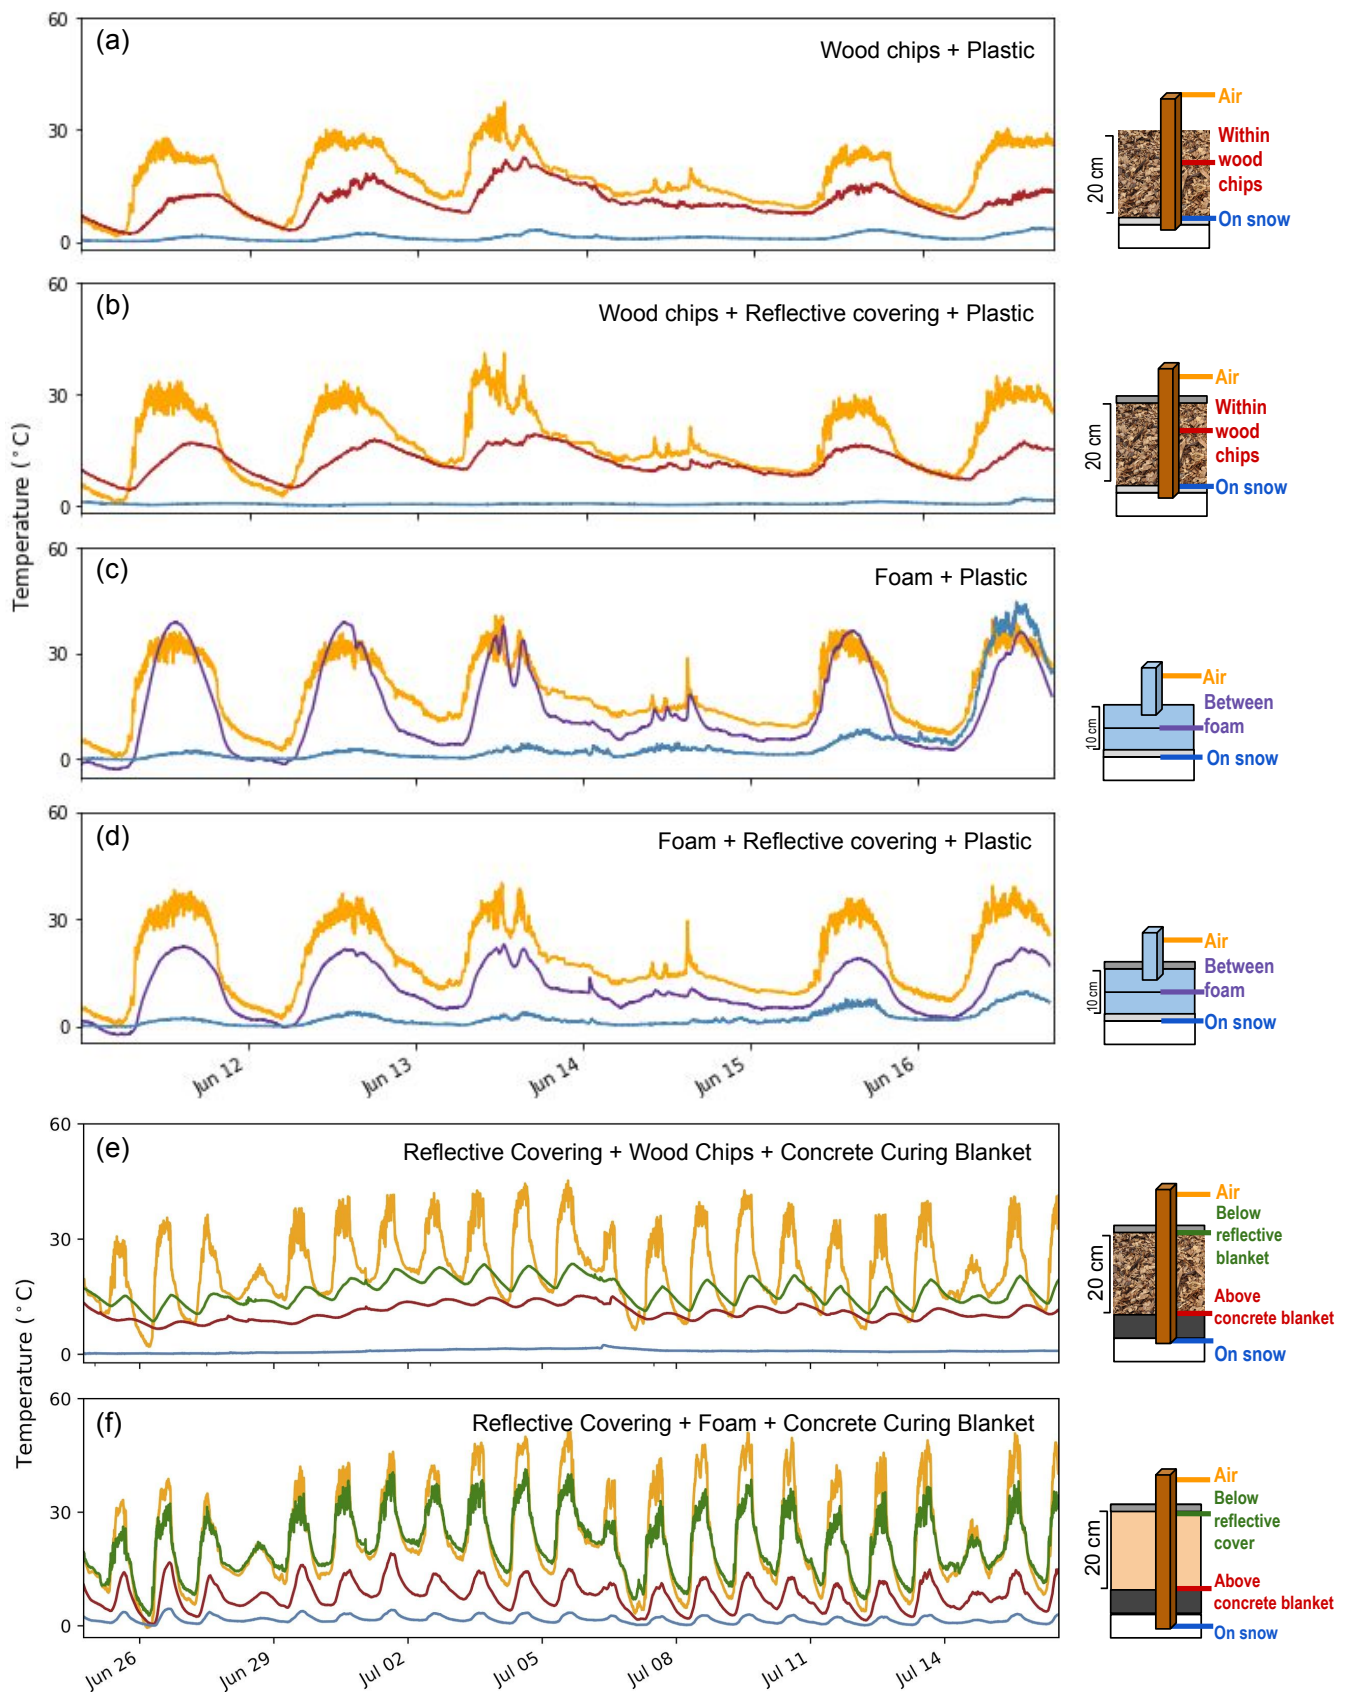 (a)
Wood chips + Plastic
60
30
0
Air
Within
wood
chips
On snow
20 cm
(b)
Wood chips + Reflective covering + Plastic
60
30
0
Air
Within
wood
chips
On snow
20 cm
Temperature (°C)
(c)
Foam + Plastic
60
30
0
Air
Between
foam
On snow
10 cm
(d)
Foam + Reflective covering + Plastic
60
30
0
Air
Between
foam
On snow
10 cm
Jun 12
Jun 13
Jun 14
Jun 15
Jun 16
(e)
Reflective Covering + Wood Chips + Concrete Curing Blanket
60
30
0
Air
Below
reflective
blanket
Above
concrete blanket
On snow
20 cm
Temperature (°C)
(f)
Reflective Covering + Foam + Concrete Curing Blanket
60
30
0
Air
Below
reflective
cover
Above
concrete blanket
On snow
20 cm
Jun 26
Jun 29
Jul 02
Jul 05
Jul 08
Jul 11
Jul 14